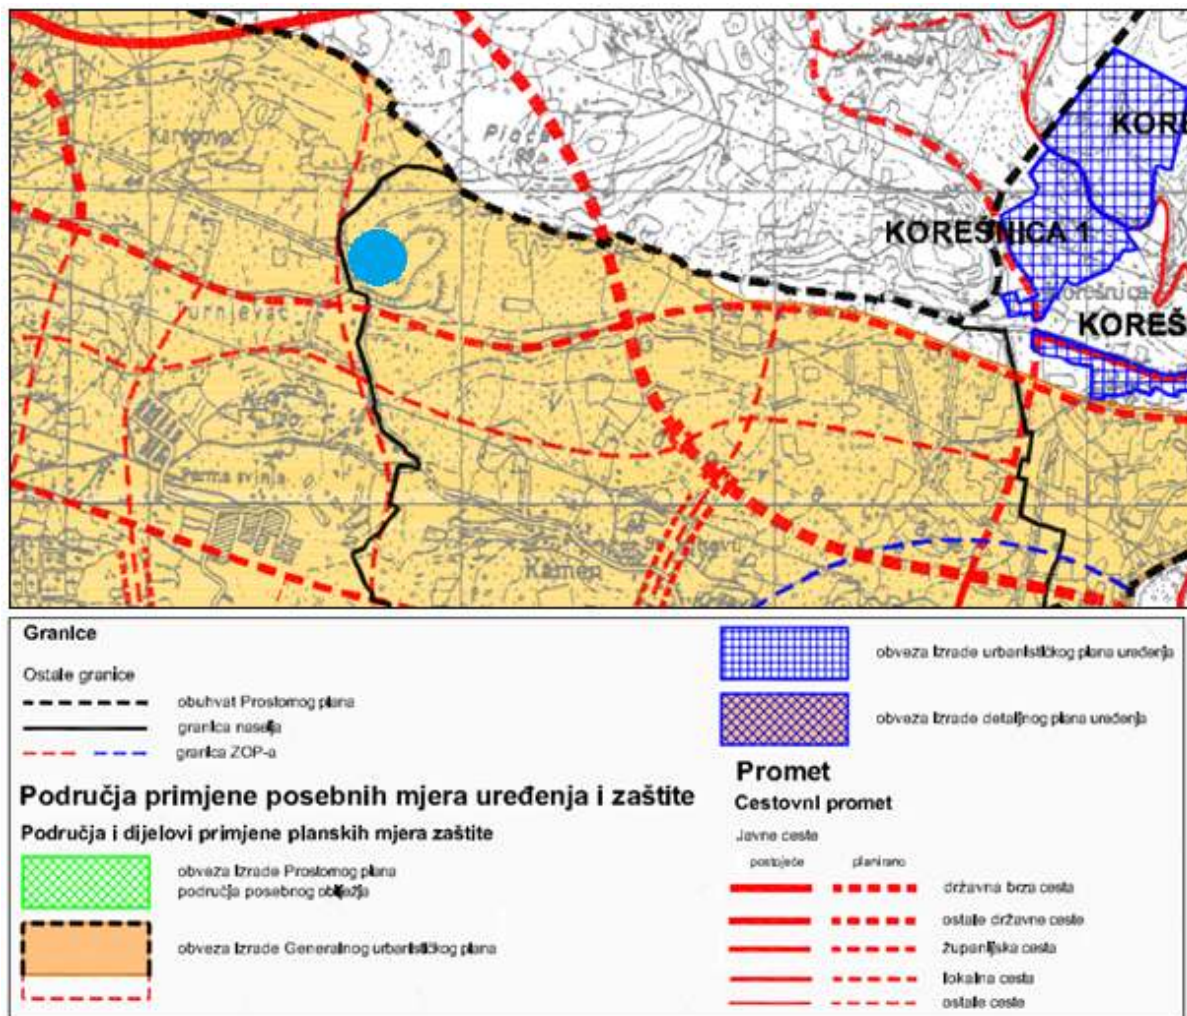 Plača
KORE
KOREŠNICA 1
Korešnica
KOREŠ
Turnjevac
Farma svinja
Kamen
Granice
Ostale granice
obuhvat Prostornog plana
granica naselja
granica ZOP-a
Područja primjene posebnih mjera uređenja i zaštite
Područja i dijelovi primjene planskih mjera zaštite
obveza izrade Prostornog plana
područja posebnog obilježja
obveza izrade Generalnog urbanističkog plana
obveza izrade urbanističkog plana uređenja
obveza izrade detaljnog plana uređenja
Promet
Cestovni promet
Javne ceste
postojeće planirano
državna brza cesta
ostale državne ceste
županijska cesta
lokalna cesta
ostale ceste